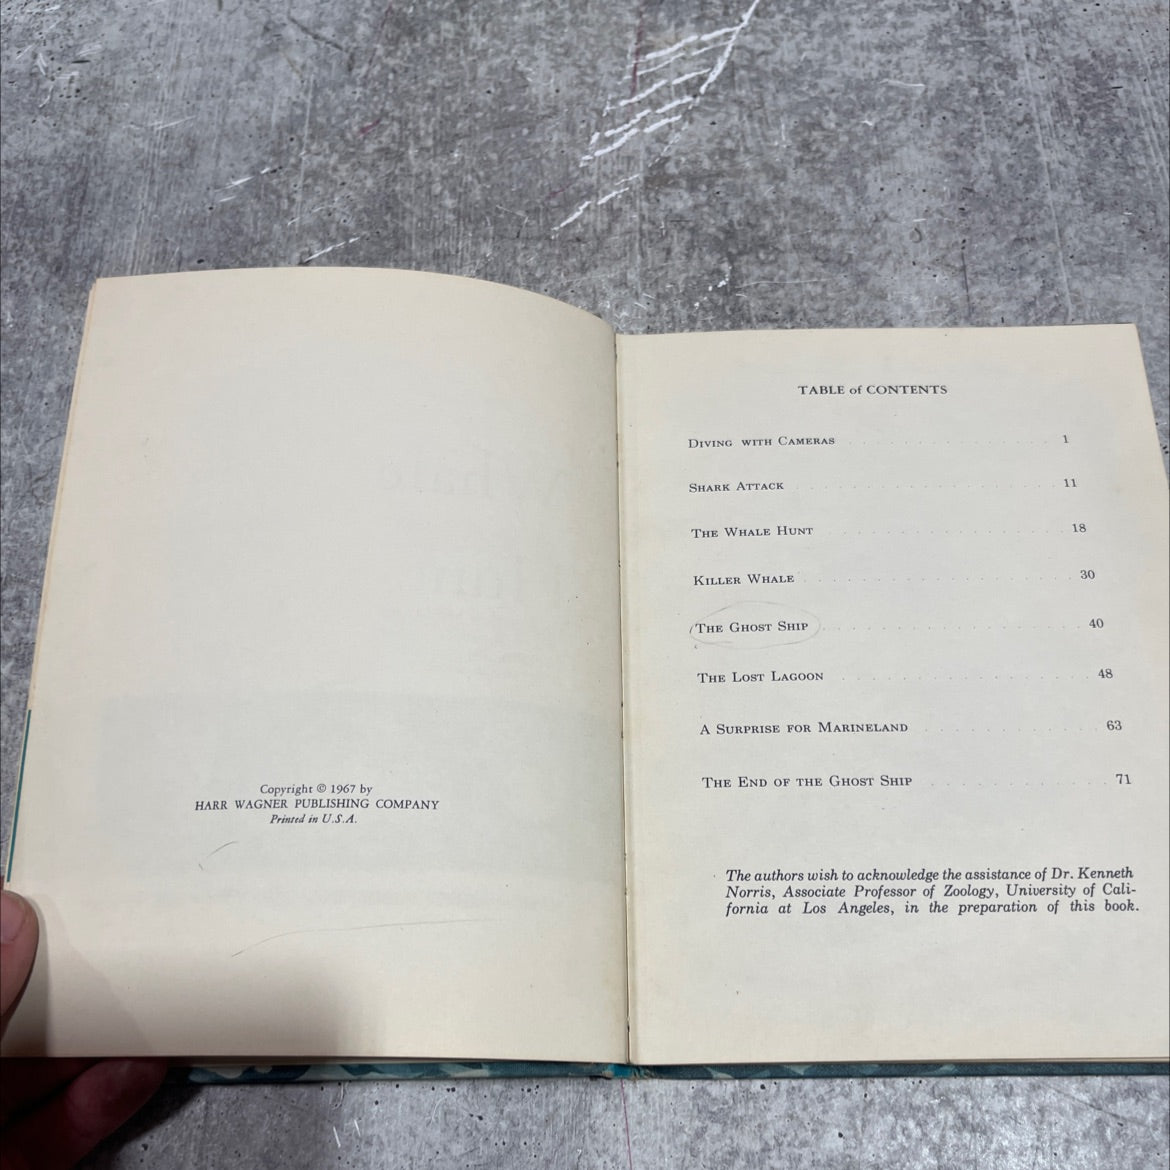 Copyright © 1967 by
HARR WAGNER PUBLISHING COMPANY
Printed in U.S.A.
TABLE of CONTENTS
DIVING WITH CAMERAS 1
SHARK ATTACK 11
THE WHALE HUNT 18
KILLER WHALE 30
THE GHOST SHIP 40
THE LOST LAGOON 48
A SURPRISE FOR MARINELAND 63
THE END OF THE GHOST SHIP 71
The authors wish to acknowledge the assistance of Dr. Kenneth
Norris, Associate Professor of Zoology, University of Cali-
fornia at Los Angeles, in the preparation of this book.